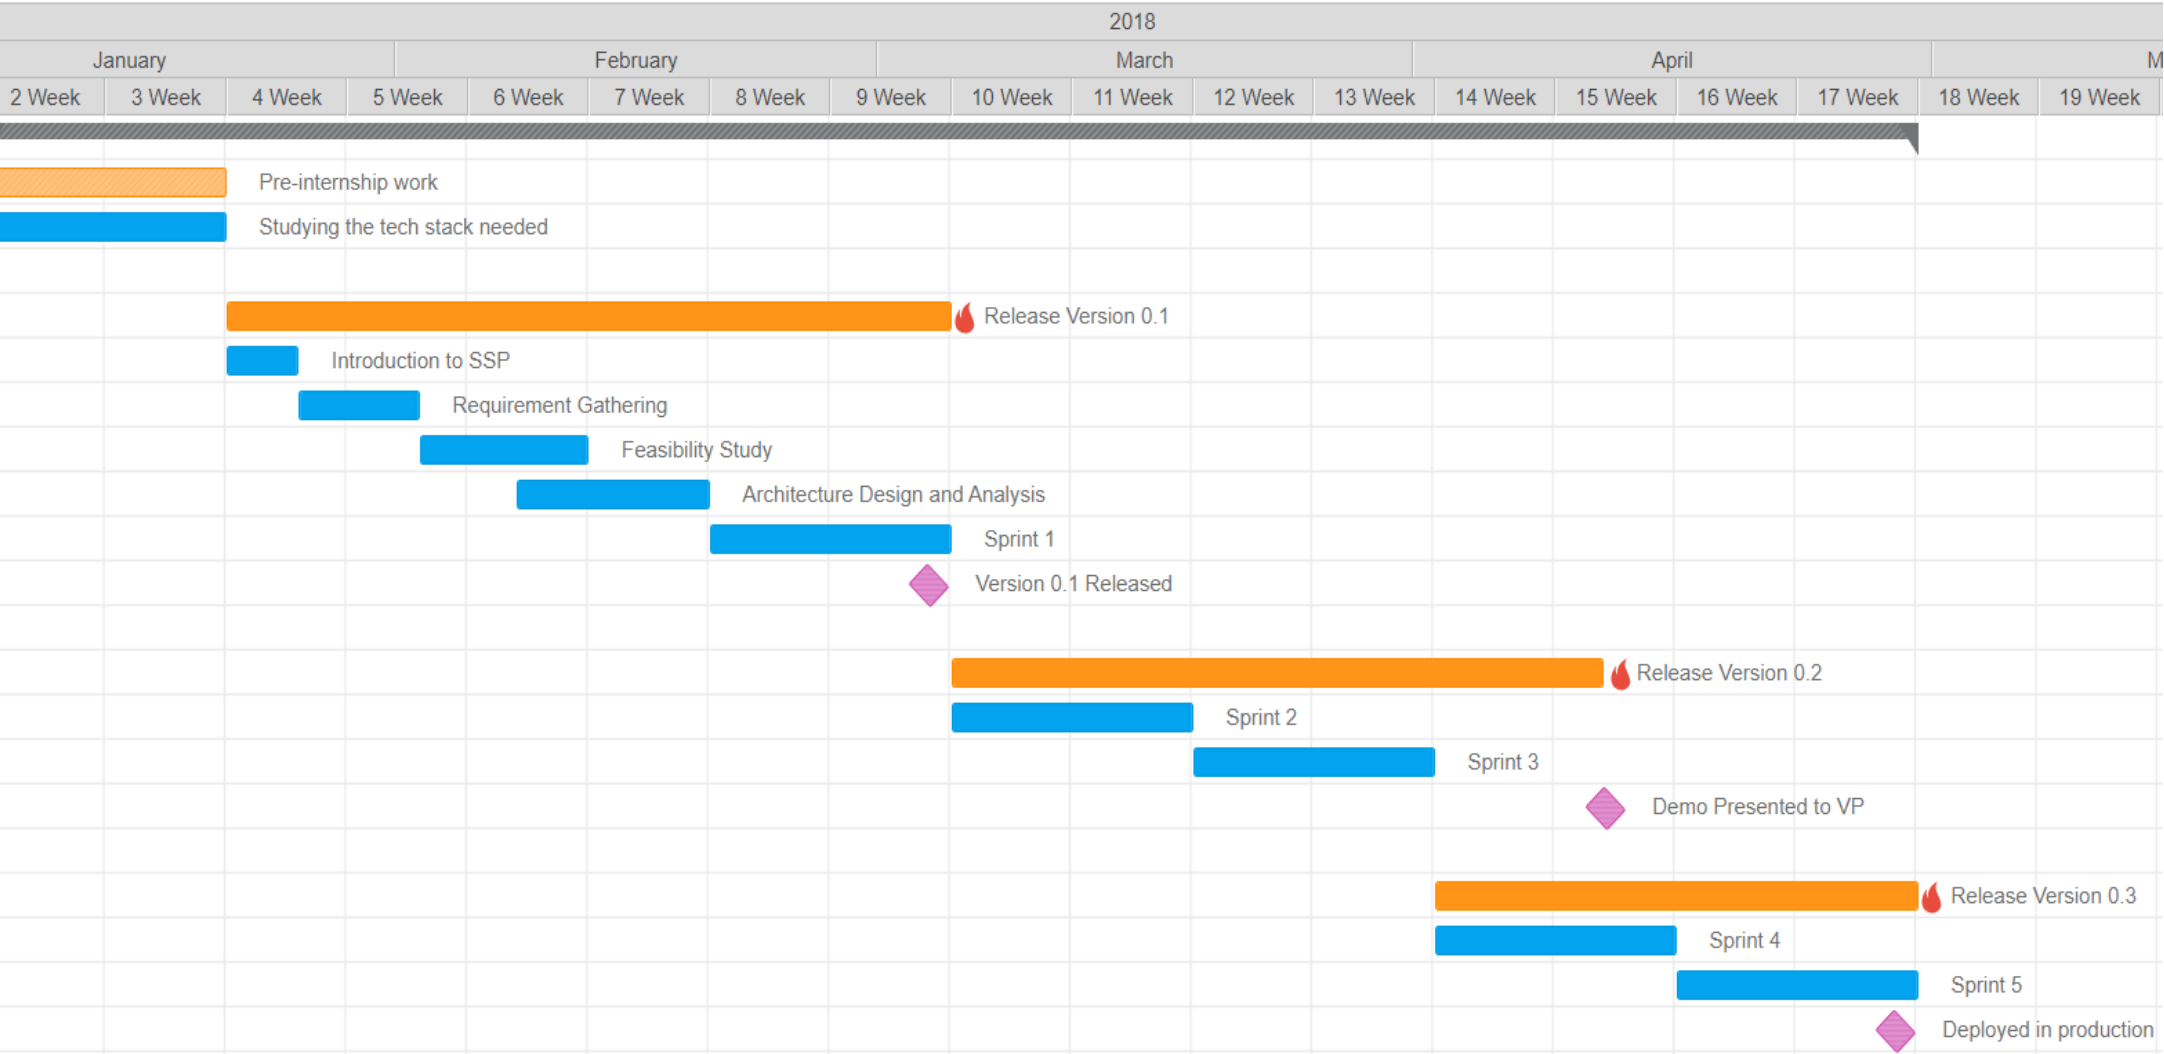 2018
January February March April M
2 Week 3 Week 4 Week 5 Week 6 Week 7 Week 8 Week 9 Week 10 Week 11 Week 12 Week 13 Week 14 Week 15 Week 16 Week 17 Week 18 Week 19 Week
Pre-internship work
Studying the tech stack needed
Release Version 0.1
Introduction to SSP
Requirement Gathering
Feasibility Study
Architecture Design and Analysis
Sprint 1
Version 0.1 Released
Release Version 0.2
Sprint 2
Sprint 3
Demo Presented to VP
Release Version 0.3
Sprint 4
Sprint 5
Deployed in production